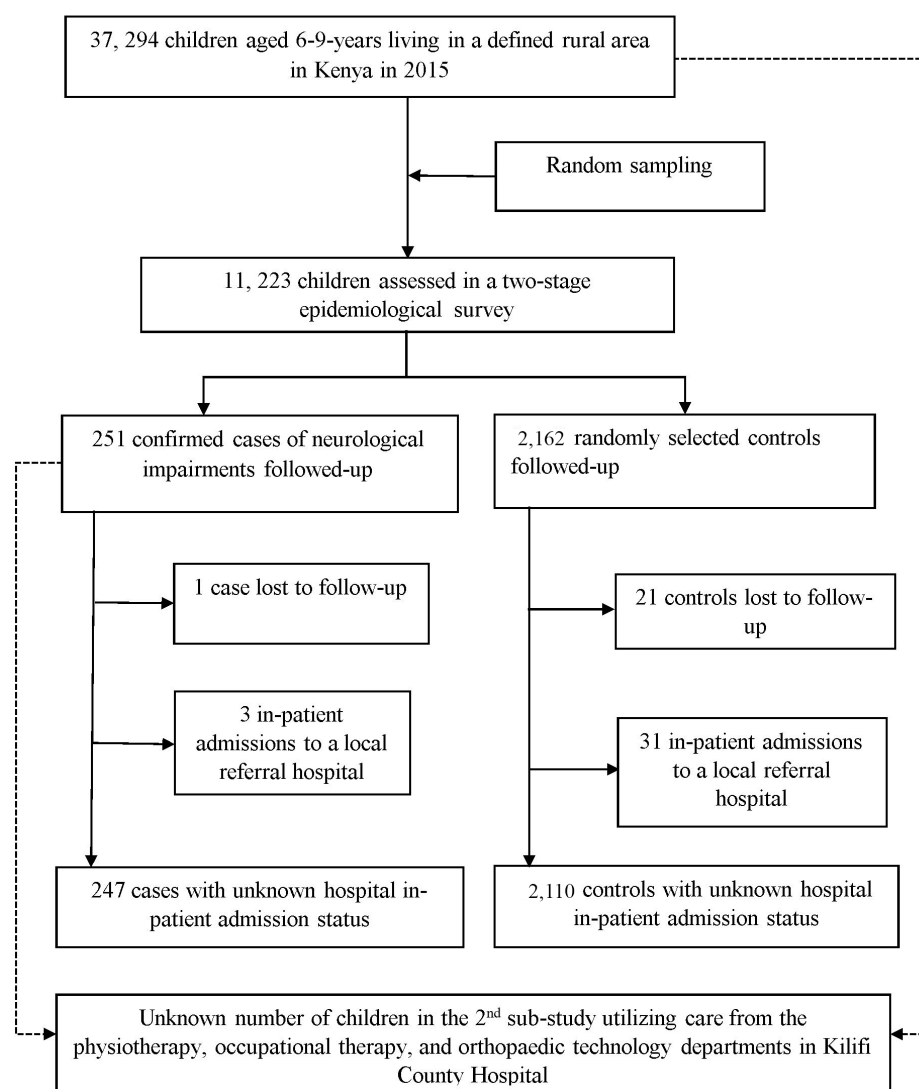 37, 294 children aged 6-9-years living in a defined rural area
in Kenya in 2015
Random sampling
11, 223 children assessed in a two-stage
epidemiological survey
251 confirmed cases of neurological
impairments followed-up
2,162 randomly selected controls
followed-up
1 case lost to follow-up
21 controls lost to follow-
up
3 in-patient
admissions to a local
referral hospital
31 in-patient admissions
to a local referral
hospital
247 cases with unknown hospital in-
patient admission status
2,110 controls with unknown hospital
in-patient admission status
Unknown number of children in the 2nd sub-study utilizing care from the
physiotherapy, occupational therapy, and orthopaedic technology departments in Kilifi
County Hospital